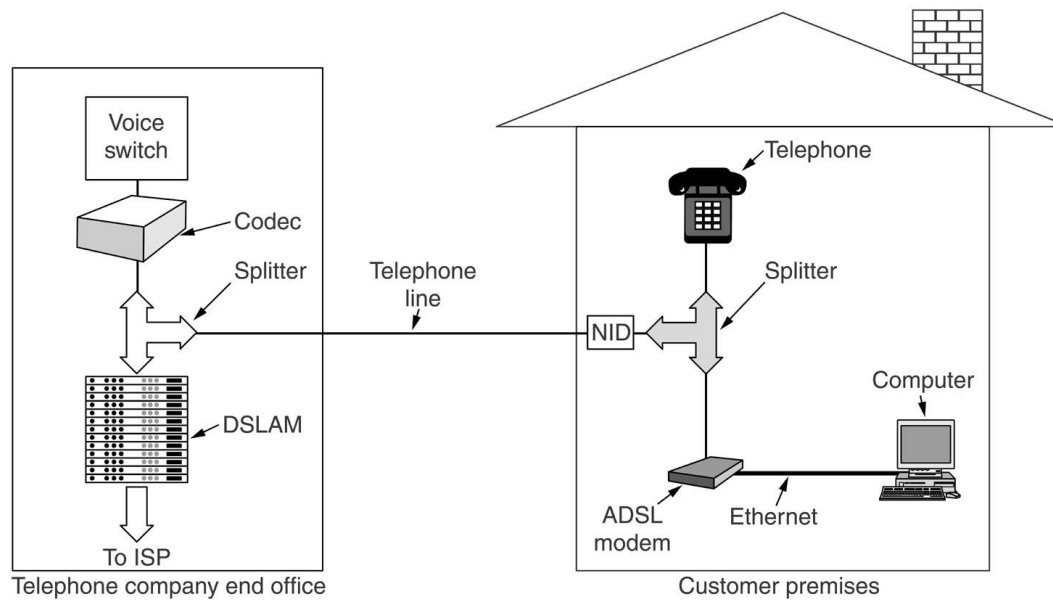 Voice
switch
Codec
Splitter
DSLAM
To ISP
Telephone company end office
Telephone
line
NID
Telephone
Splitter
Computer
ADSL
modem
Ethernet
Customer premises